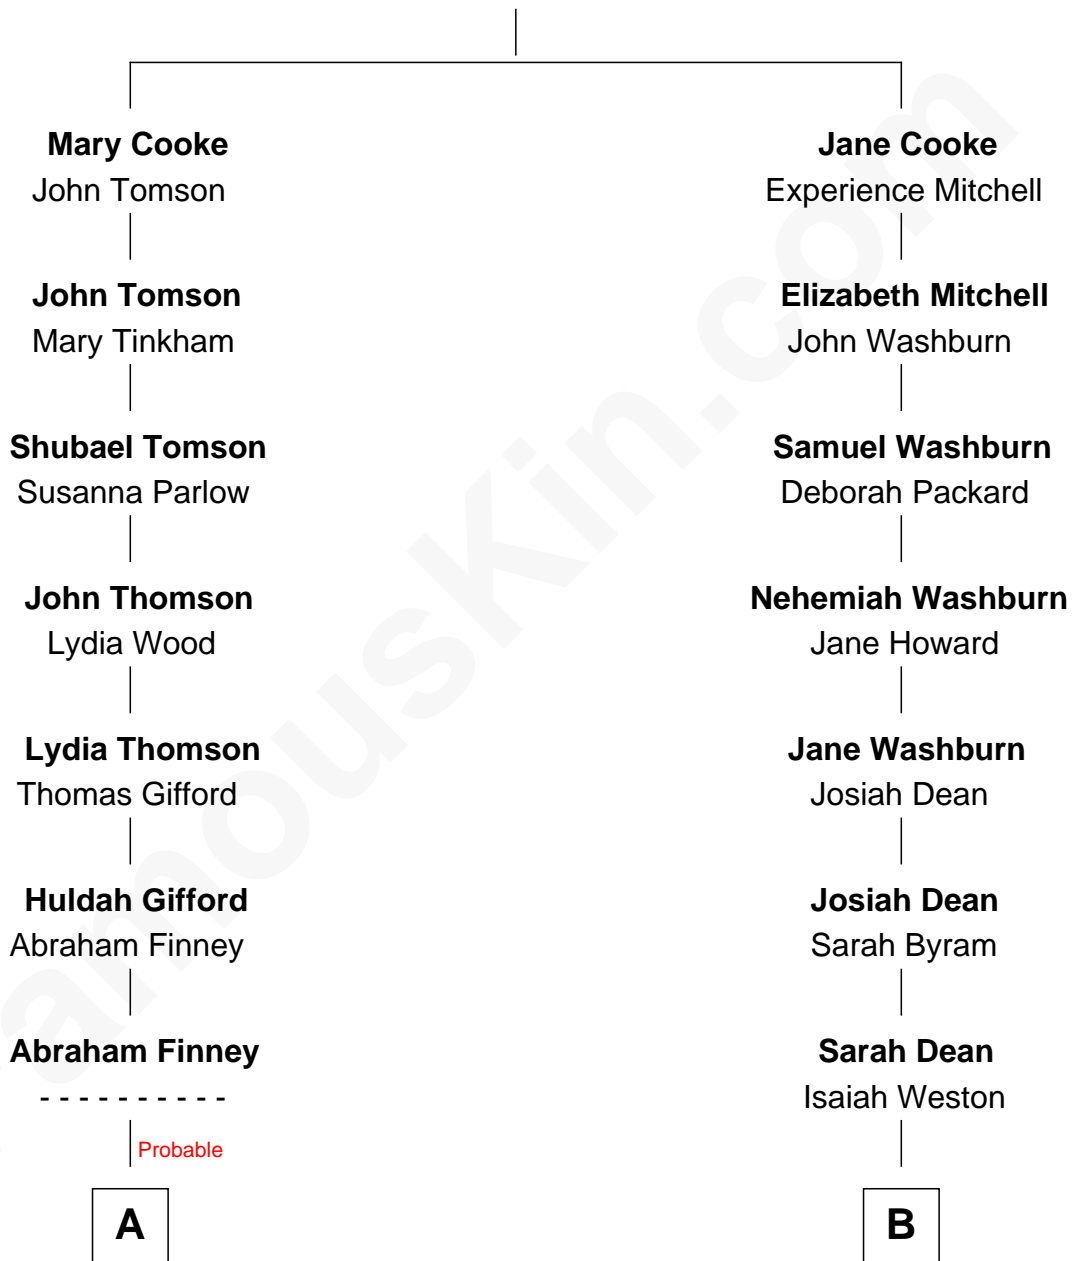 Mary Cooke
John Tomson
John Tomson
Mary Tinkham
Shubael Tomson
Susanna Parlow
John Thomson
Lydia Wood
Lydia Thomson
Thomas Gifford
Huldah Gifford
Abraham Finney
Abraham Finney
- - - - - - - - - -
Probable
A
Jane Cooke
Experience Mitchell
Elizabeth Mitchell
John Washburn
Samuel Washburn
Deborah Packard
Nehemiah Washburn
Jane Howard
Jane Washburn
Josiah Dean
Josiah Dean
Sarah Byram
Sarah Dean
Isaiah Weston
B
amouskin.com